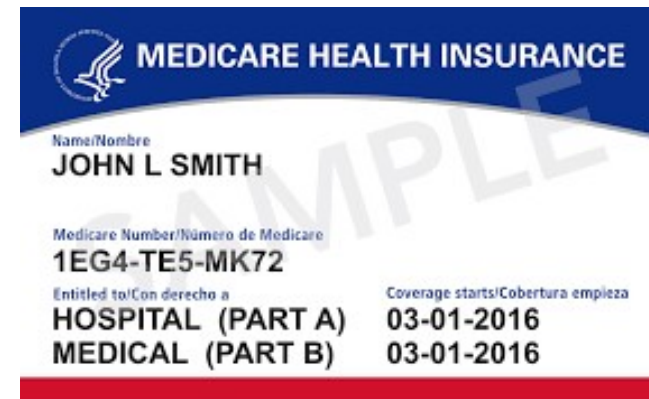 MEDICARE HEALTH INSURANCE
Name/Nombre
JOHN L SMITH
Medicare Number/Número de Medicare
1EG4-TE5-MK72
Entitled to/Con derecho a Coverage starts/Cobertura empieza
HOSPITAL (PART A) 03-01-2016
MEDICAL (PART B) 03-01-2016
SAMPLE